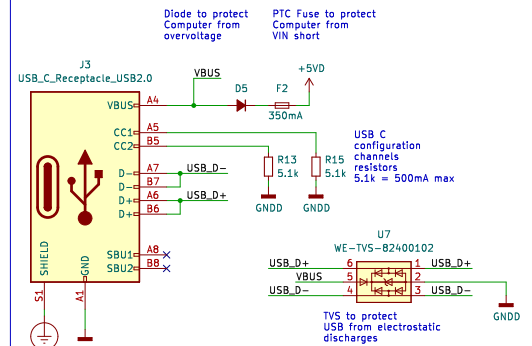 Diode to protect
Computer from
overvoltage
PTC Fuse to protect
Computer from
VIN short
J3
USB_C_Receptacle_USB2.0
VBUS
D5
F2
+5VD
350mA
VBUS A4
CC1 A5
CC2 B5
D- A7
D- B7
D+ A6
D+ B6
SBU1 A8
SBU2 B8
SHIELD
GND
S1
A1
USB_D-
USB_D+
R13
5.1k
R15
5.1k
GNDD
GNDD
USB C
configuration
channels
resistors
5.1k = 500mA max
U7
WE-TVS-82400102
USB_D+ 6 1 USB_D+
VBUS 5 2
USB_D- 4 3 USB_D-
GNDD
TVS to protect
USB from electrostatic
discharges